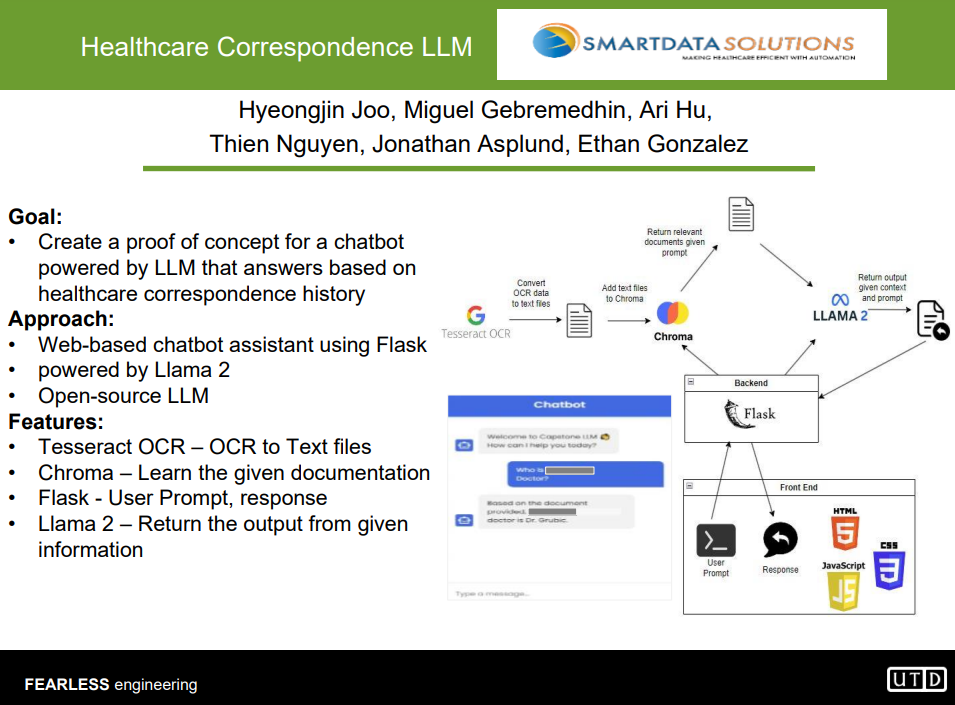 Healthcare Correspondence LLM
SMARTDATA SOLUTIONS
MAKING HEALTHCARE EFFICIENT WITH AUTOMATION
Hyeongjin Joo, Miguel Gebremedhin, Ari Hu,
Thien Nguyen, Jonathan Asplund, Ethan Gonzalez
Goal:
• Create a proof of concept for a chatbot
powered by LLM that answers based on
healthcare correspondence history
Approach:
• Web-based chatbot assistant using Flask
• powered by Llama 2
• Open-source LLM
Features:
• Tesseract OCR – OCR to Text files
• Chroma – Learn the given documentation
• Flask - User Prompt, response
• Llama 2 – Return the output from given
information
Tesseract OCR
Convert
OCR data
to text files
Add text files
to Chroma
Chroma
Return relevant
documents given
prompt
LLAMA 2
Return output
given context
and prompt
Backend
Flask
Front End
User
Prompt
Response
HTML
5
CSS
3
JavaScript
JS
Chatbot
Welcome to Capstone LLM
How can I help you today?
Who is
Doctor?
Based on the document
provided,
doctor is Dr. Grubic.
Type a message...
FEARLESS engineering
UTD